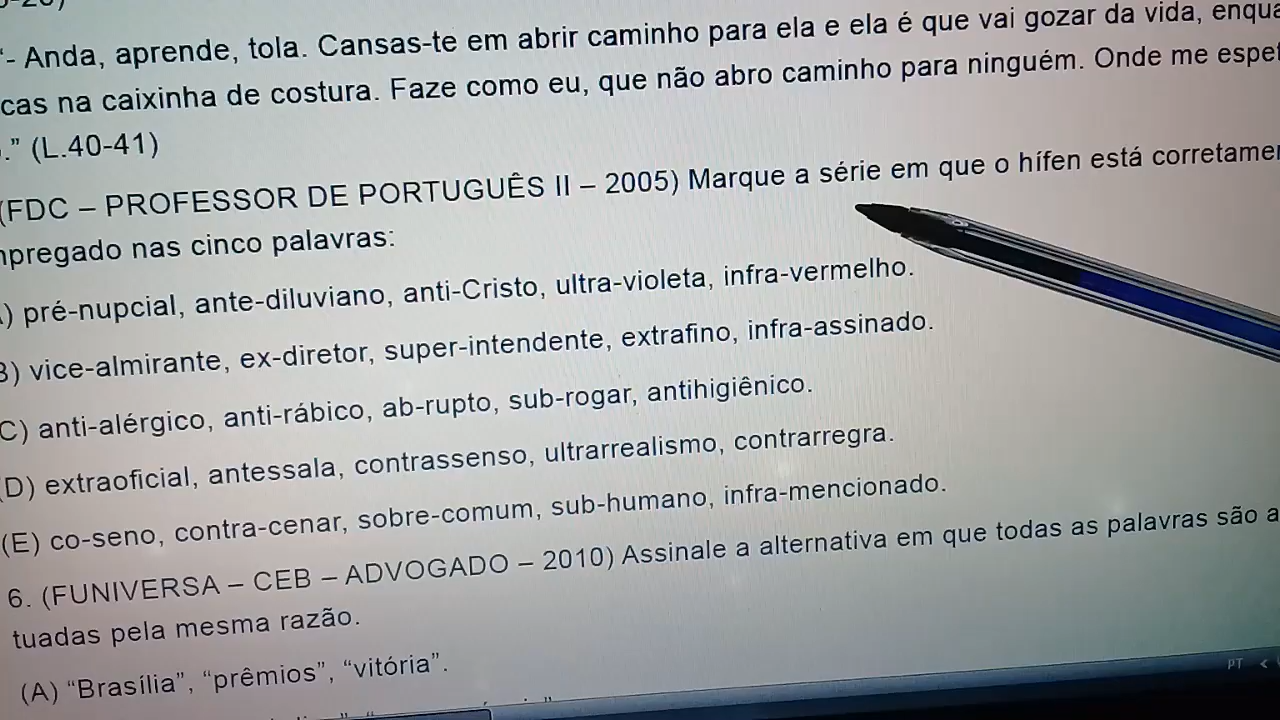 “- Anda, aprende, tola. Cansas-te em abrir caminho para ela e ela é que vai gozar da vida, enqua
cas na caixinha de costura. Faze como eu, que não abro caminho para ninguém. Onde me espet
.” (L.40-41)
(FDC – PROFESSOR DE PORTUGUÊS II – 2005) Marque a série em que o hífen está corretamen
mpregado nas cinco palavras:
) pré-nupcial, ante-diluviano, anti-Cristo, ultra-violeta, infra-vermelho.
B) vice-almirante, ex-diretor, super-intendente, extrafino, infra-assinado.
C) anti-alérgico, anti-rábico, ab-rupto, sub-rogar, antihigiênico.
(D) extraoficial, antessala, contrassenso, ultrarrealismo, contrarregra.
(E) co-seno, contra-cenar, sobre-comum, sub-humano, infra-mencionado.
6. (FUNIVERSA – CEB – ADVOGADO – 2010) Assinale a alternativa em que todas as palavras são a
tuadas pela mesma razão.
(A) “Brasília”, “prêmios”, “vitória”.
PT <